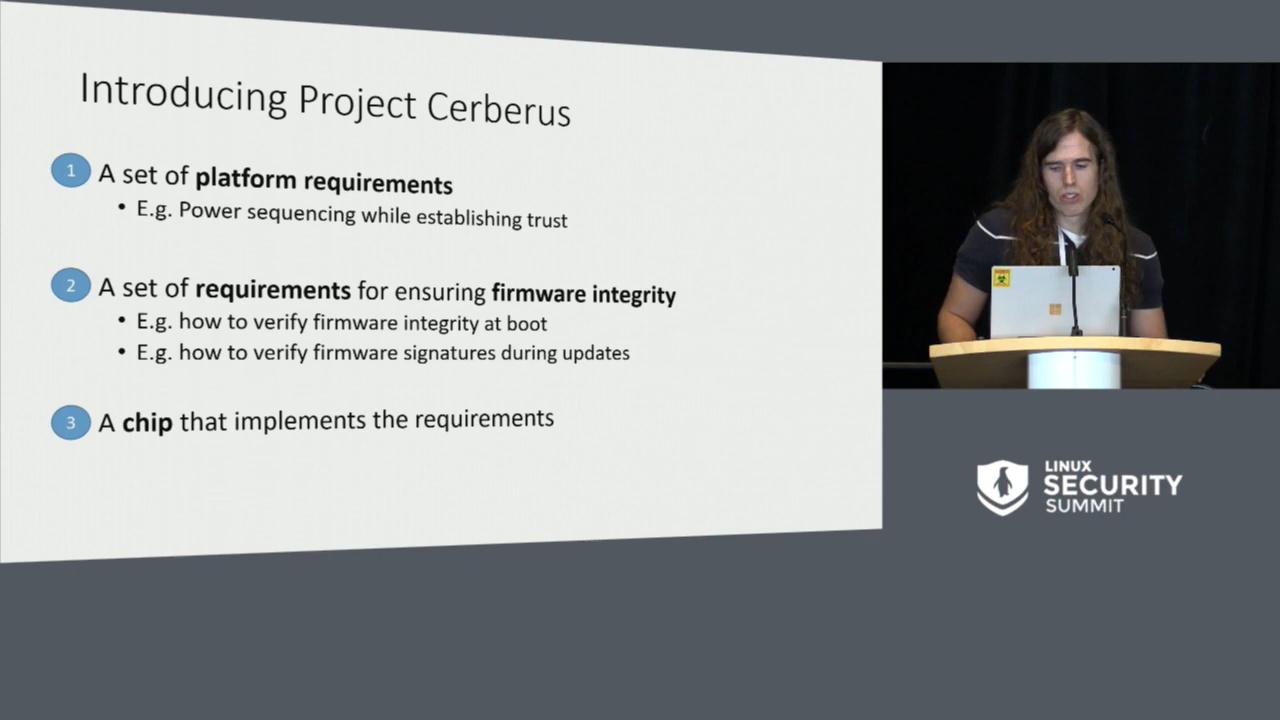 Introducing Project Cerberus
1 A set of platform requirements
• E.g. Power sequencing while establishing trust
2 A set of requirements for ensuring firmware integrity
• E.g. how to verify firmware integrity at boot
• E.g. how to verify firmware signatures during updates
3 A chip that implements the requirements
LINUX
SECURITY
SUMMIT